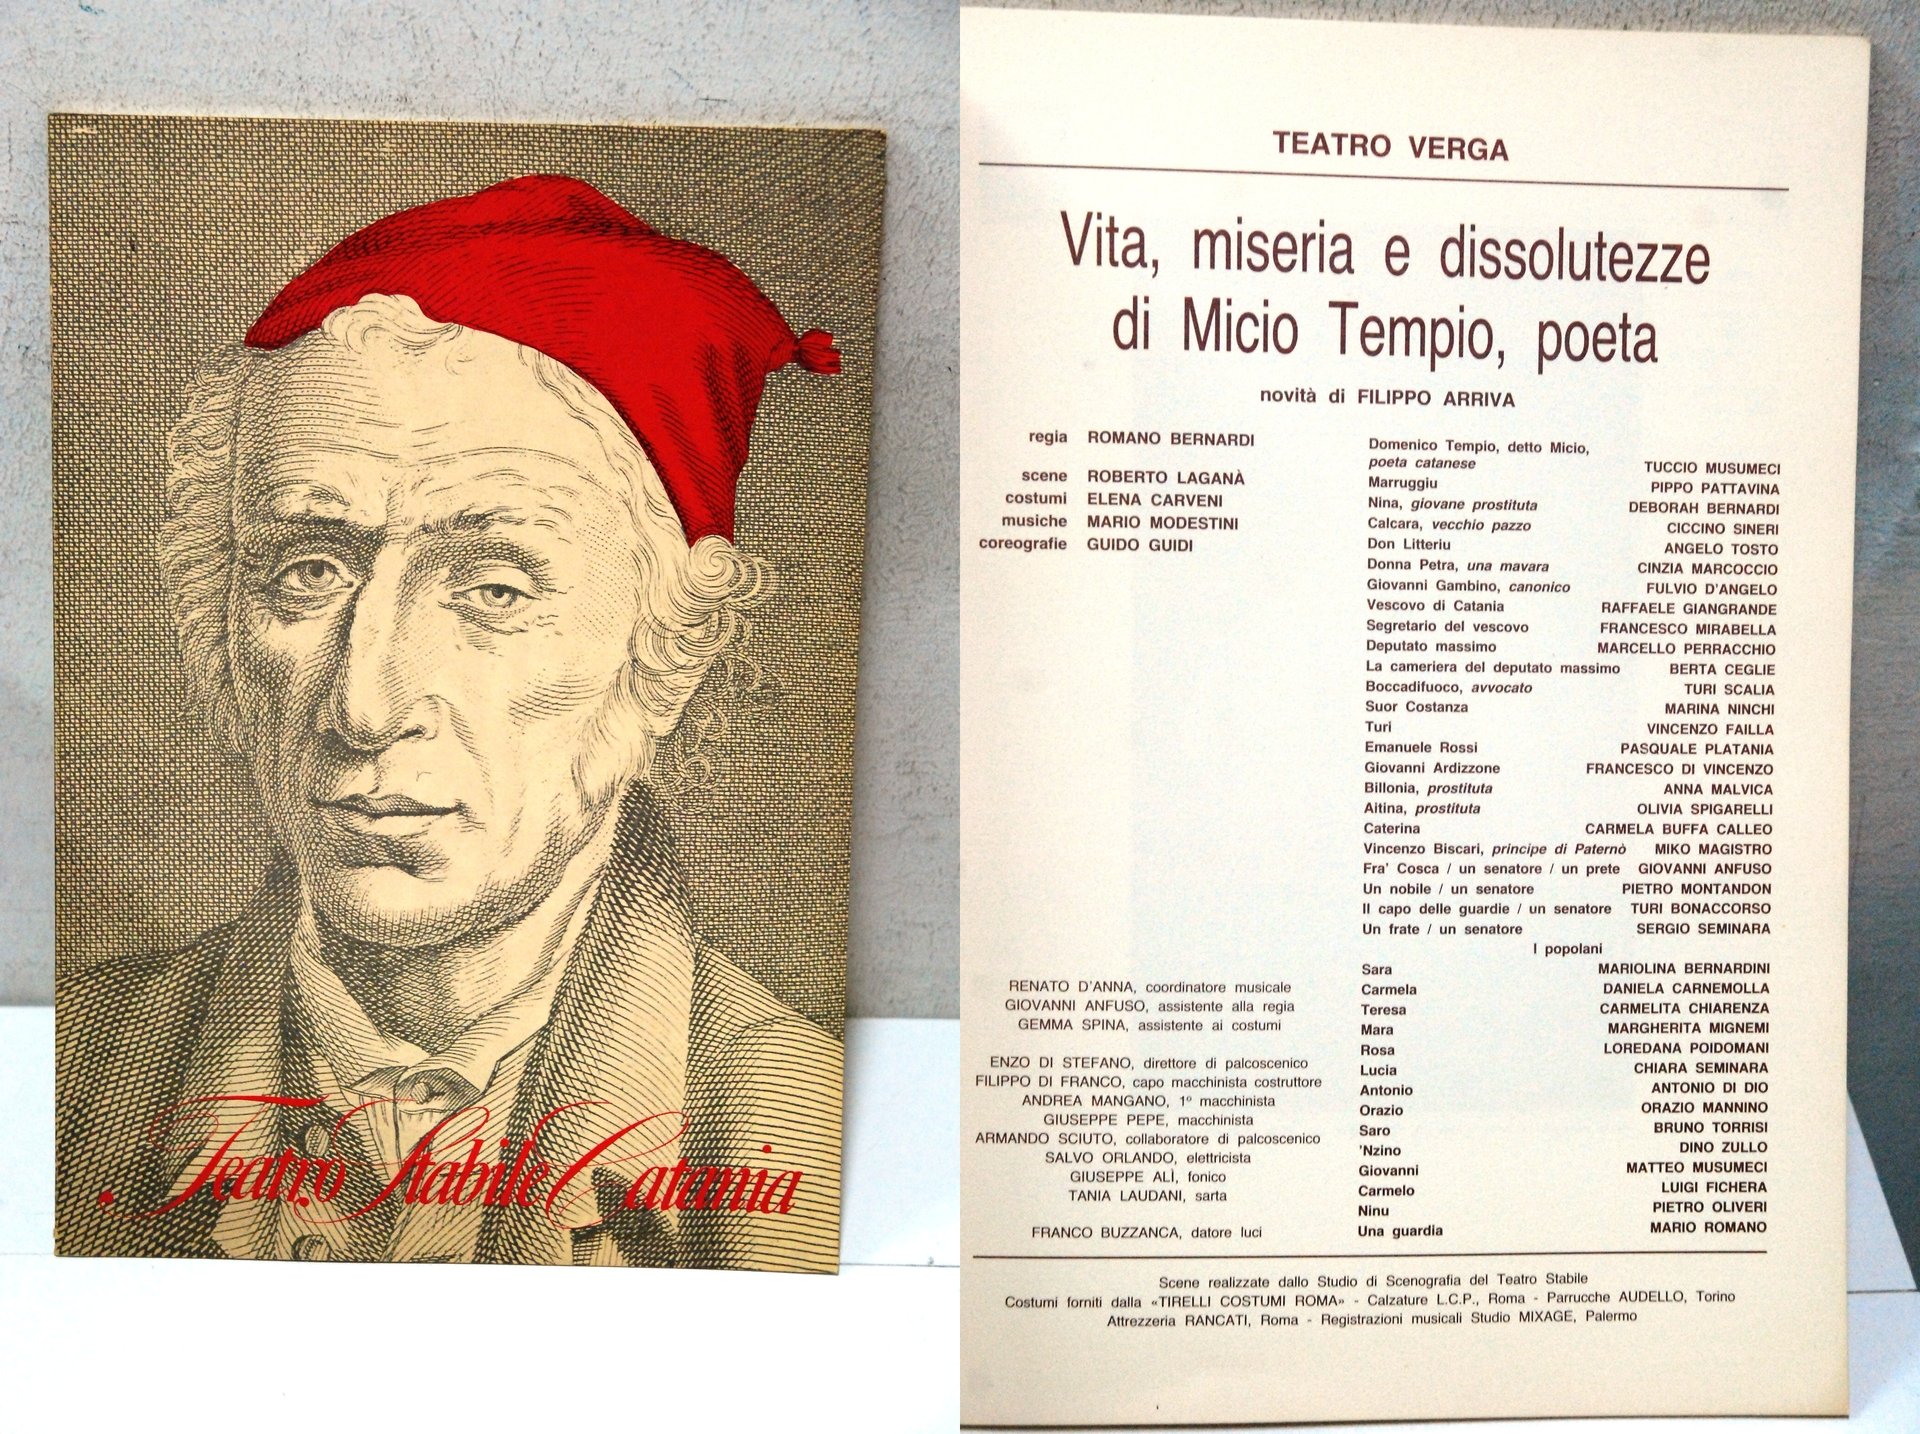 Teatro Stabile Catania
TEATRO VERGA
Vita, miseria e dissolutezze
di Micio Tempio, poeta
novità di FILIPPO ARRIVA
regia ROMANO BERNARDI
scene ROBERTO LAGANÀ
costumi ELENA CARVENI
musiche MARIO MODESTINI
coreografie GUIDO GUIDI
Domenico Tempio, detto Micio,
poeta catanese TUCCIO MUSUMECI
Marruggiu PIPPO PATTAVINA
Nina, giovane prostituta DEBORAH BERNARDI
Calcara, vecchio pazzo CICCINO SINERI
Don Litteriu ANGELO TOSTO
Donna Petra, una mavara CINZIA MARCOCCIO
Giovanni Gambino, canonico FULVIO D'ANGELO
Vescovo di Catania RAFFAELE GIANGRANDE
Segretario del vescovo FRANCESCO MIRABELLA
Deputato massimo MARCELLO PERRACCHIO
La cameriera del deputato massimo BERTA CEGLIE
Boccadifuoco, avvocato TURI SCALIA
Suor Costanza MARINA NINCHI
Turi VINCENZO FAILLA
Emanuele Rossi PASQUALE PLATANIA
Giovanni Ardizzone FRANCESCO DI VINCENZO
Billonia, prostituta ANNA MALVICA
Aitina, prostituta OLIVIA SPIGARELLI
Caterina CARMELA BUFFA CALLEO
Vincenzo Biscari, principe di Paternò MIKO MAGISTRO
Fra' Cosca / un senatore / un prete GIOVANNI ANFUSO
Un nobile / un senatore PIETRO MONTANDON
Il capo delle guardie / un senatore TURI BONACCORSO
Un frate / un senatore SERGIO SEMINARA
I popolani
Sara MARIOLINA BERNARDINI
Carmela DANIELA CARNEMOLLA
Teresa CARMELITA CHIARENZA
Mara MARGHERITA MIGNEMI
Rosa LOREDANA POIDOMANI
Lucia CHIARA SEMINARA
Antonio ANTONIO DI DIO
Orazio ORAZIO MANNINO
Saro BRUNO TORRISI
'Nzino DINO ZULLO
Giovanni MATTEO MUSUMECI
Carmelo LUIGI FICHERA
Ninu PIETRO OLIVERI
Una guardia MARIO ROMANO
RENATO D'ANNA, coordinatore musicale
GIOVANNI ANFUSO, assistente alla regia
GEMMA SPINA, assistente ai costumi
ENZO DI STEFANO, direttore di palcoscenico
FILIPPO DI FRANCO, capo macchinista costruttore
ANDREA MANGANO, 1º macchinista
GIUSEPPE PEPE, macchinista
ARMANDO SCIUTO, collaboratore di palcoscenico
SALVO ORLANDO, elettricista
GIUSEPPE ALÌ, fonico
TANIA LAUDANI, sarta
FRANCO BUZZANCA, datore luci
Scene realizzate dallo Studio di Scenografia del Teatro Stabile
Costumi forniti dalla «TIRELLI COSTUMI ROMA» - Calzature L.C.P., Roma - Parrucche AUDELLO, Torino
Attrezzeria RANCATI, Roma - Registrazioni musicali Studio MIXAGE, Palermo